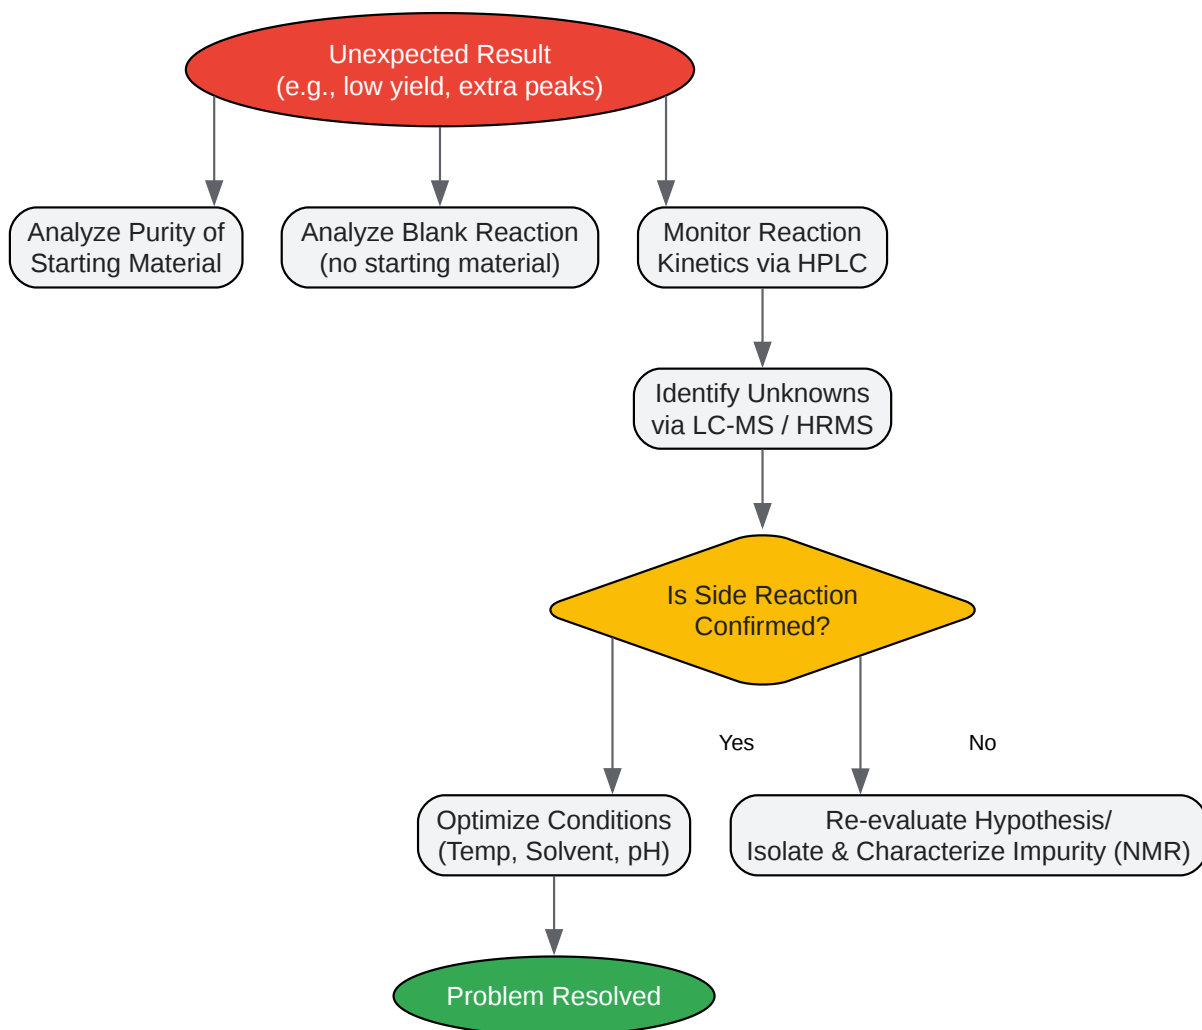 Unexpected Result
(e.g., low yield, extra peaks)
Analyze Purity of
Starting Material
Analyze Blank Reaction
(no starting material)
Monitor Reaction
Kinetics via HPLC
Identify Unknowns
via LC-MS / HRMS
Is Side Reaction
Confirmed?
Yes
No
Optimize Conditions
(Temp, Solvent, pH)
Re-evaluate Hypothesis/
Isolate & Characterize Impurity (NMR)
Problem Resolved